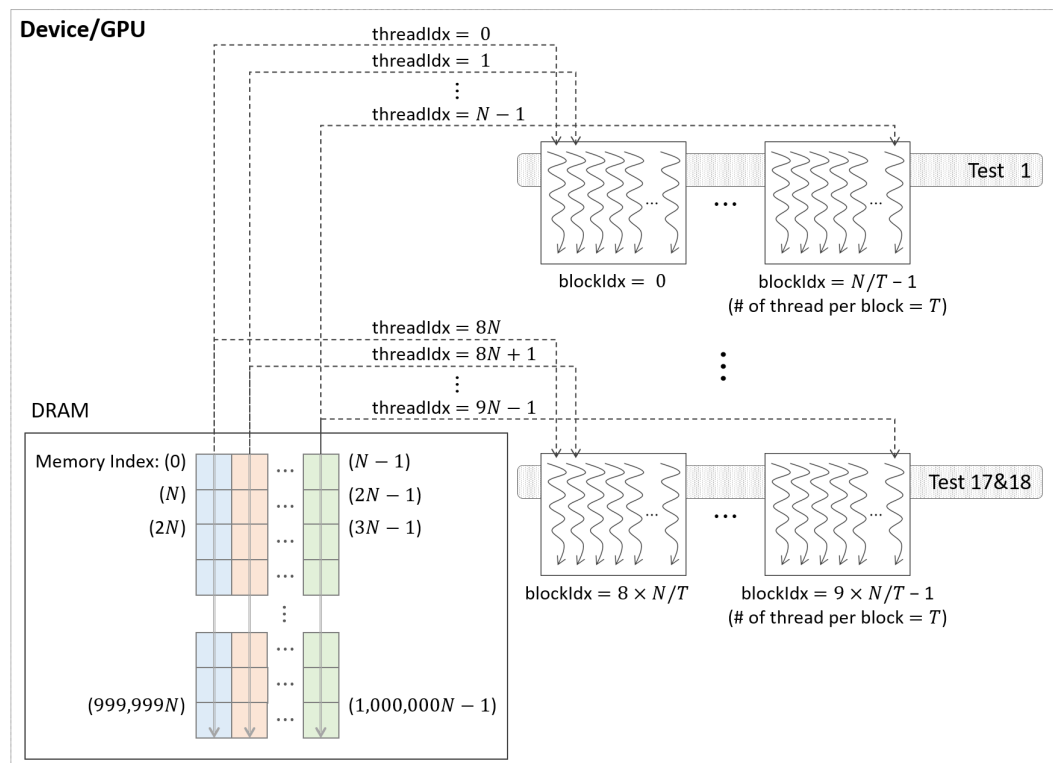 Device/GPU
threadIdx = 0
threadIdx = 1
⋮
threadIdx = N − 1
Test 1
... ... ...
blockIdx = 0
blockIdx = N/T − 1
(# of thread per block = T)
threadIdx = 8N
threadIdx = 8N + 1
⋮
⋮
threadIdx = 9N − 1
DRAM
Memory Index: (0) ... (N − 1)
(N) ... (2N − 1)
(2N) ... (3N − 1)
...
⋮
...
...
(999,999N) ... (1,000,000N − 1)
Test 17&18
... ... ...
blockIdx = 8 × N/T
blockIdx = 9 × N/T − 1
(# of thread per block = T)